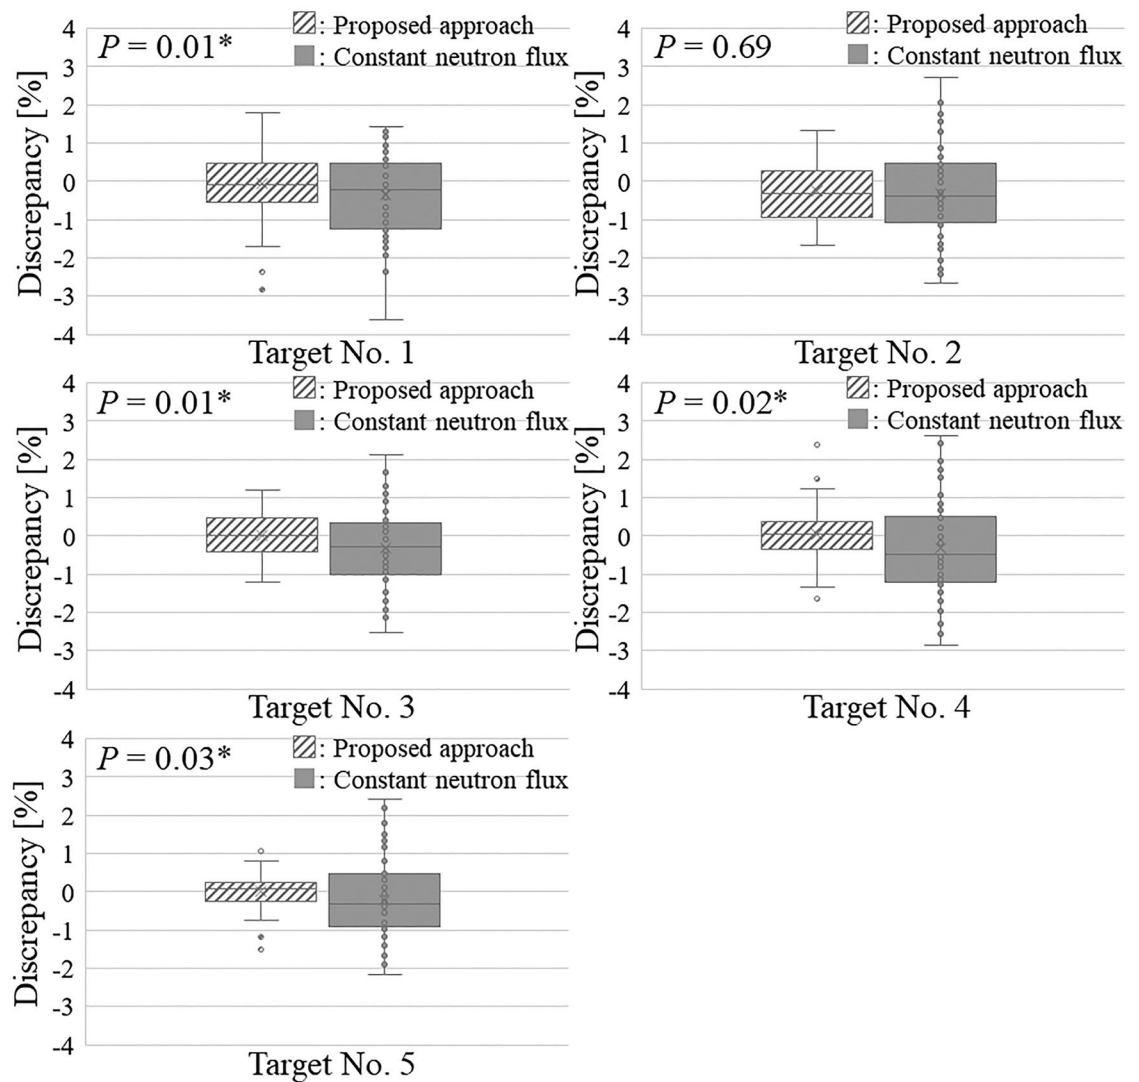 P = 0.01*
: Proposed approach
: Constant neutron flux
Discrepancy [%]
4
3
2
1
0
-1
-2
-3
-4
Target No. 1
P = 0.69
: Proposed approach
: Constant neutron flux
Discrepancy [%]
4
3
2
1
0
-1
-2
-3
-4
Target No. 2
P = 0.01*
: Proposed approach
: Constant neutron flux
Discrepancy [%]
4
3
2
1
0
-1
-2
-3
-4
Target No. 3
P = 0.02*
: Proposed approach
: Constant neutron flux
Discrepancy [%]
4
3
2
1
0
-1
-2
-3
-4
Target No. 4
P = 0.03*
: Proposed approach
: Constant neutron flux
Discrepancy [%]
4
3
2
1
0
-1
-2
-3
-4
Target No. 5